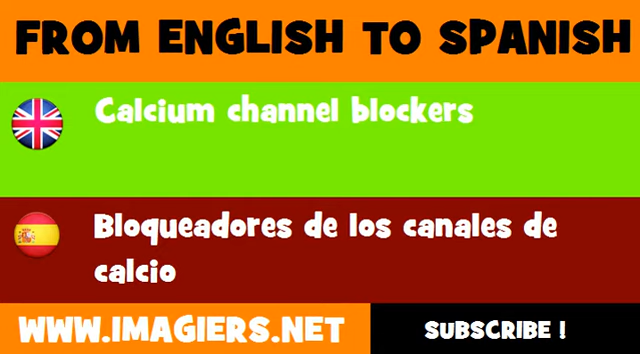 FROM ENGLISH TO SPANISH
Calcium channel blockers
Bloqueadores de los canales de
calcio
WWW.IMAGIERS.NET
SUBSCRIBE !